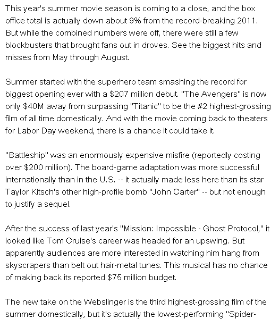 This year's summer movie season is coming to a close, and the box
office total is actually down about 9% from the record-breaking 2011.
But while the combined numbers were off, there were still a few
blockbusters that brought fans out in droves. See the biggest hits and
misses from May through August.
Summer started with the superhero team smashing the record for
biggest opening ever with a $207 million debut. "The Avengers" is now
only $40M away from surpassing "Titanic" to be the #2 highest-grossing
film of all time domestically. And with the movie coming back to theaters
for Labor Day weekend, there is a chance it could take it.
"Battleship" was an enormously expensive misfire (reportedly costing
over $200 million). The board-game adaptation was more successful
internationally than in the U.S. -- it actually made less here than its star
Taylor Kitsch's other high-profile bomb "John Carter" -- but not enough
to justify a sequel.
After the success of last year's "Mission: Impossible - Ghost Protocol," it
looked like Tom Cruise's career was headed for an upswing. But
apparently audiences are more interested in watching him hang from
skyscrapers than belt out hair-metal tunes. This musical has no chance
of making back its reported $75 million budget.
The new take on the Webslinger is the third highest-grossing film of the
summer domestically, but it's actually the lowest-performing "Spider-